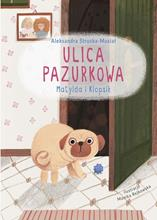 Aleksandra Struska-Musiał
ULICA
PAZURKOWA
Matylda i Klopsik